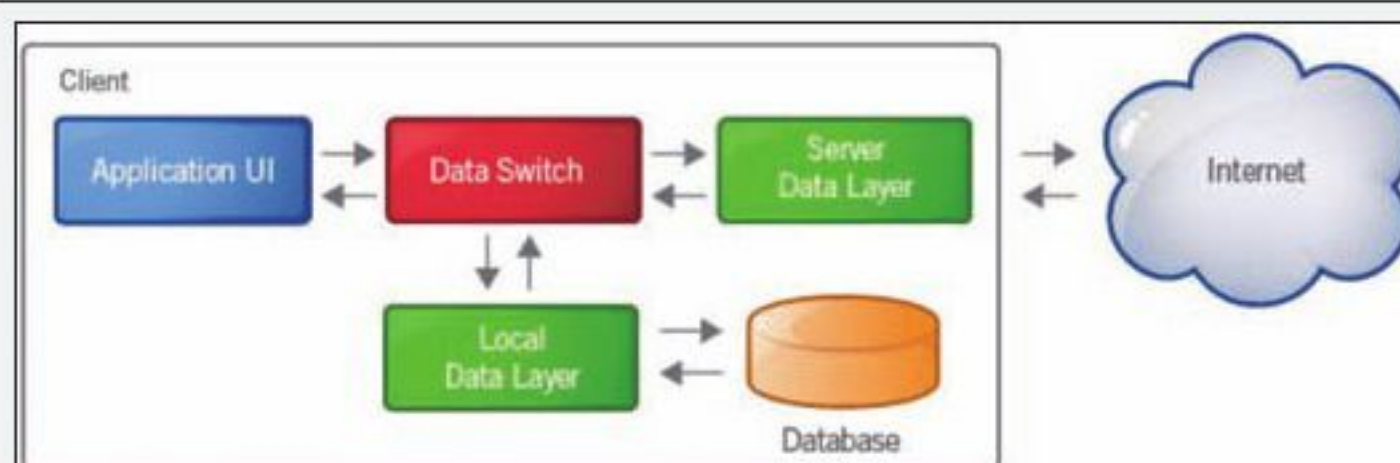 Client
Application UI
Data Switch
Server
Data Layer
Internet
Local
Data Layer
Database